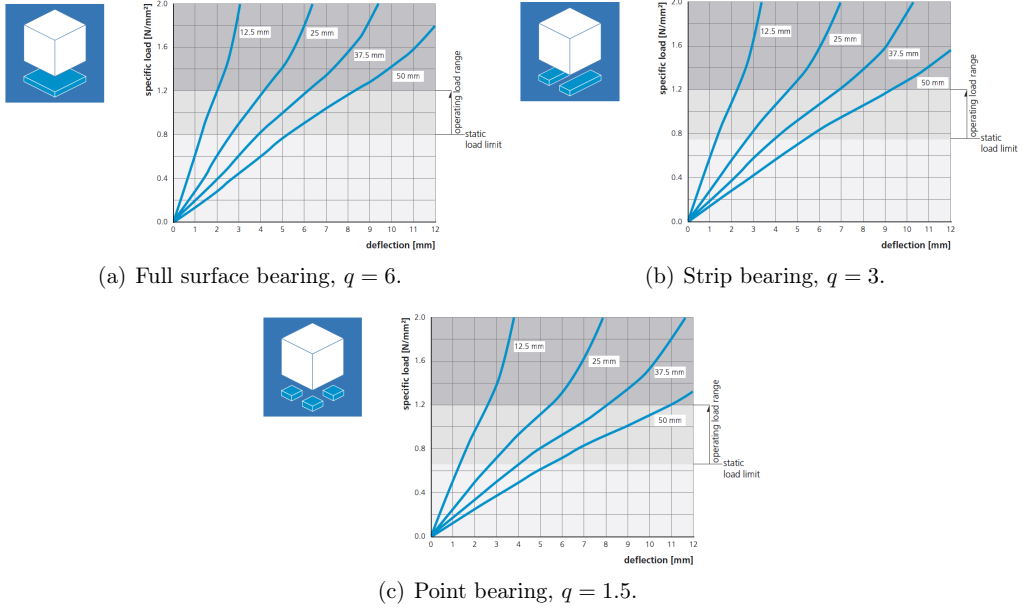 specific load [N/mm²]
2.0
1.6
1.2
0.8
0.4
0.0
0 1 2 3 4 5 6 7 8 9 10 11 12
deflection [mm]
12.5 mm
25 mm
37.5 mm
50 mm
operating load range
static
load limit
(a) Full surface bearing, q = 6.
specific load [N/mm²]
2.0
1.6
1.2
0.8
0.4
0.0
0 1 2 3 4 5 6 7 8 9 10 11 12
deflection [mm]
12.5 mm
25 mm
37.5 mm
50 mm
operating load range
static
load limit
(b) Strip bearing, q = 3.
specific load [N/mm²]
2.0
1.6
1.2
0.8
0.4
0.0
0 1 2 3 4 5 6 7 8 9 10 11 12
deflection [mm]
12.5 mm
25 mm
37.5 mm
50 mm
operating load range
static
load limit
(c) Point bearing, q = 1.5.